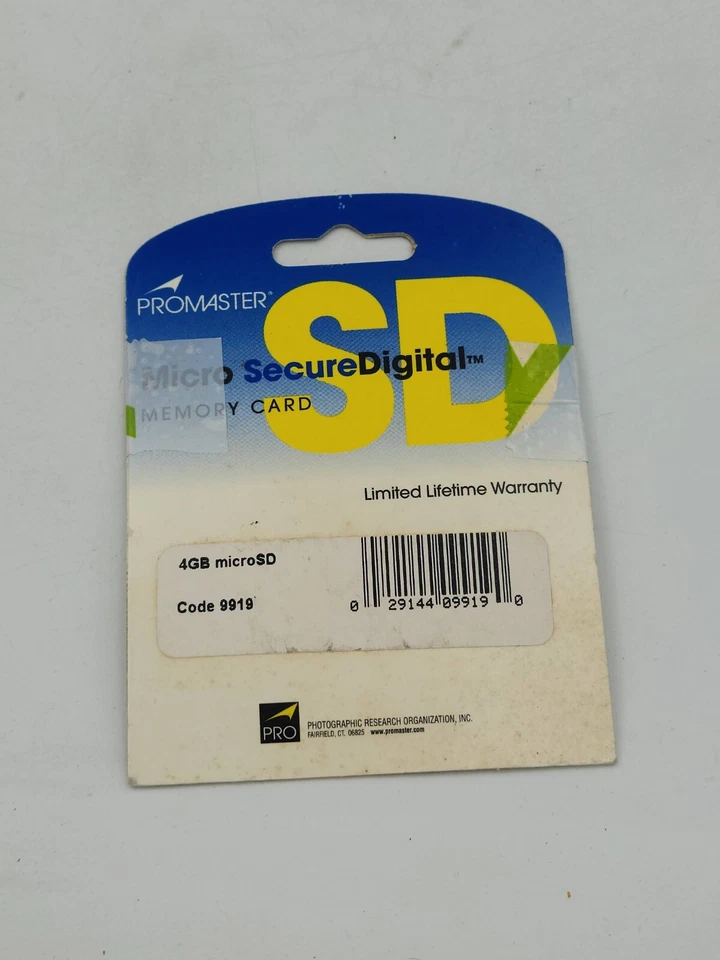 PROMASTER®
SD
Micro SecureDigital™
MEMORY CARD
Limited Lifetime Warranty
4GB microSD
Code 9919
0 29144 09919 0
PRO
PHOTOGRAPHIC RESEARCH ORGANIZATION, INC.
FAIRFIELD, CT. 06825 www.promaster.com